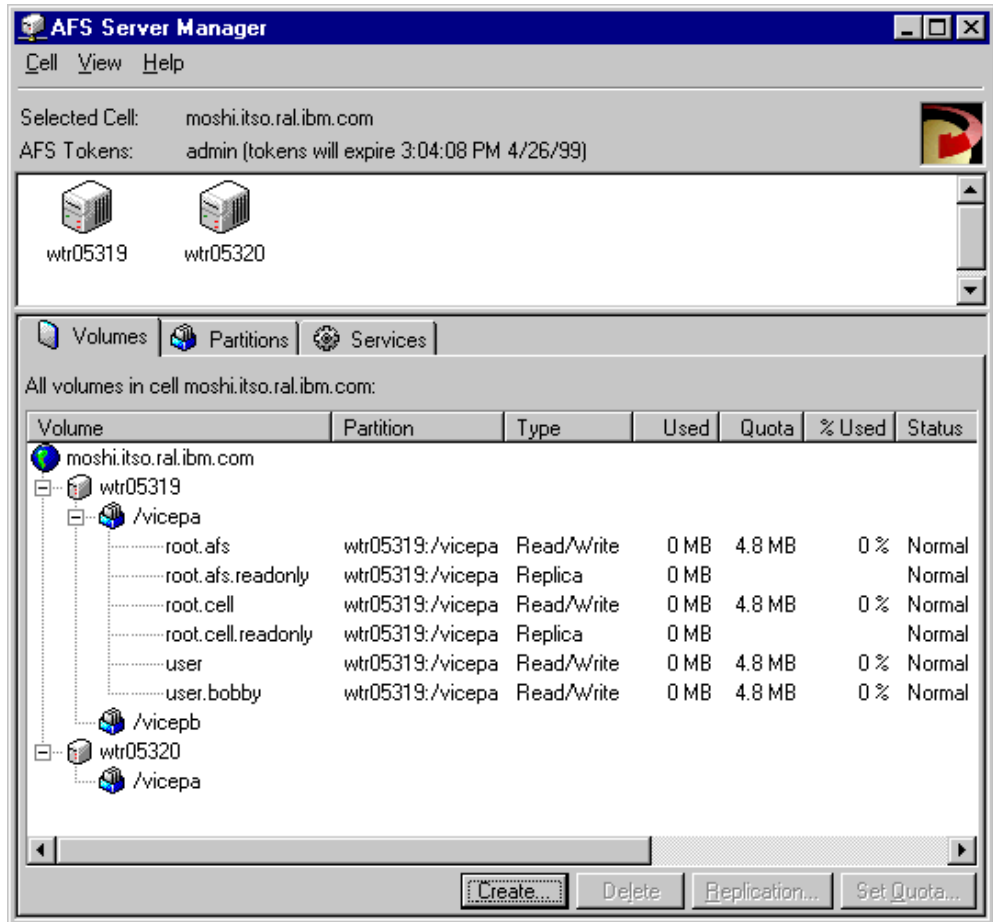 AFS Server Manager
Cell View Help
Selected Cell: moshi.itso.ral.ibm.com
AFS Tokens: admin (tokens will expire 3:04:08 PM 4/26/99)
wtr05319 wtr05320
Volumes Partitions Services
All volumes in cell moshi.itso.ral.ibm.com:
Volume Partition Type Used Quota % Used Status
moshi.itso.ral.ibm.com
wtr05319
/vicepa
root.afs wtr05319:/vicepa Read/Write 0 MB 4.8 MB 0 % Normal
root.afs.readonly wtr05319:/vicepa Replica 0 MB Normal
root.cell wtr05319:/vicepa Read/Write 0 MB 4.8 MB 0 % Normal
root.cell.readonly wtr05319:/vicepa Replica 0 MB Normal
user wtr05319:/vicepa Read/Write 0 MB 4.8 MB 0 % Normal
user.bobby wtr05319:/vicepa Read/Write 0 MB 4.8 MB 0 % Normal
/vicepb
wtr05320
/vicepa
Create... Delete Replication... Set Quota...